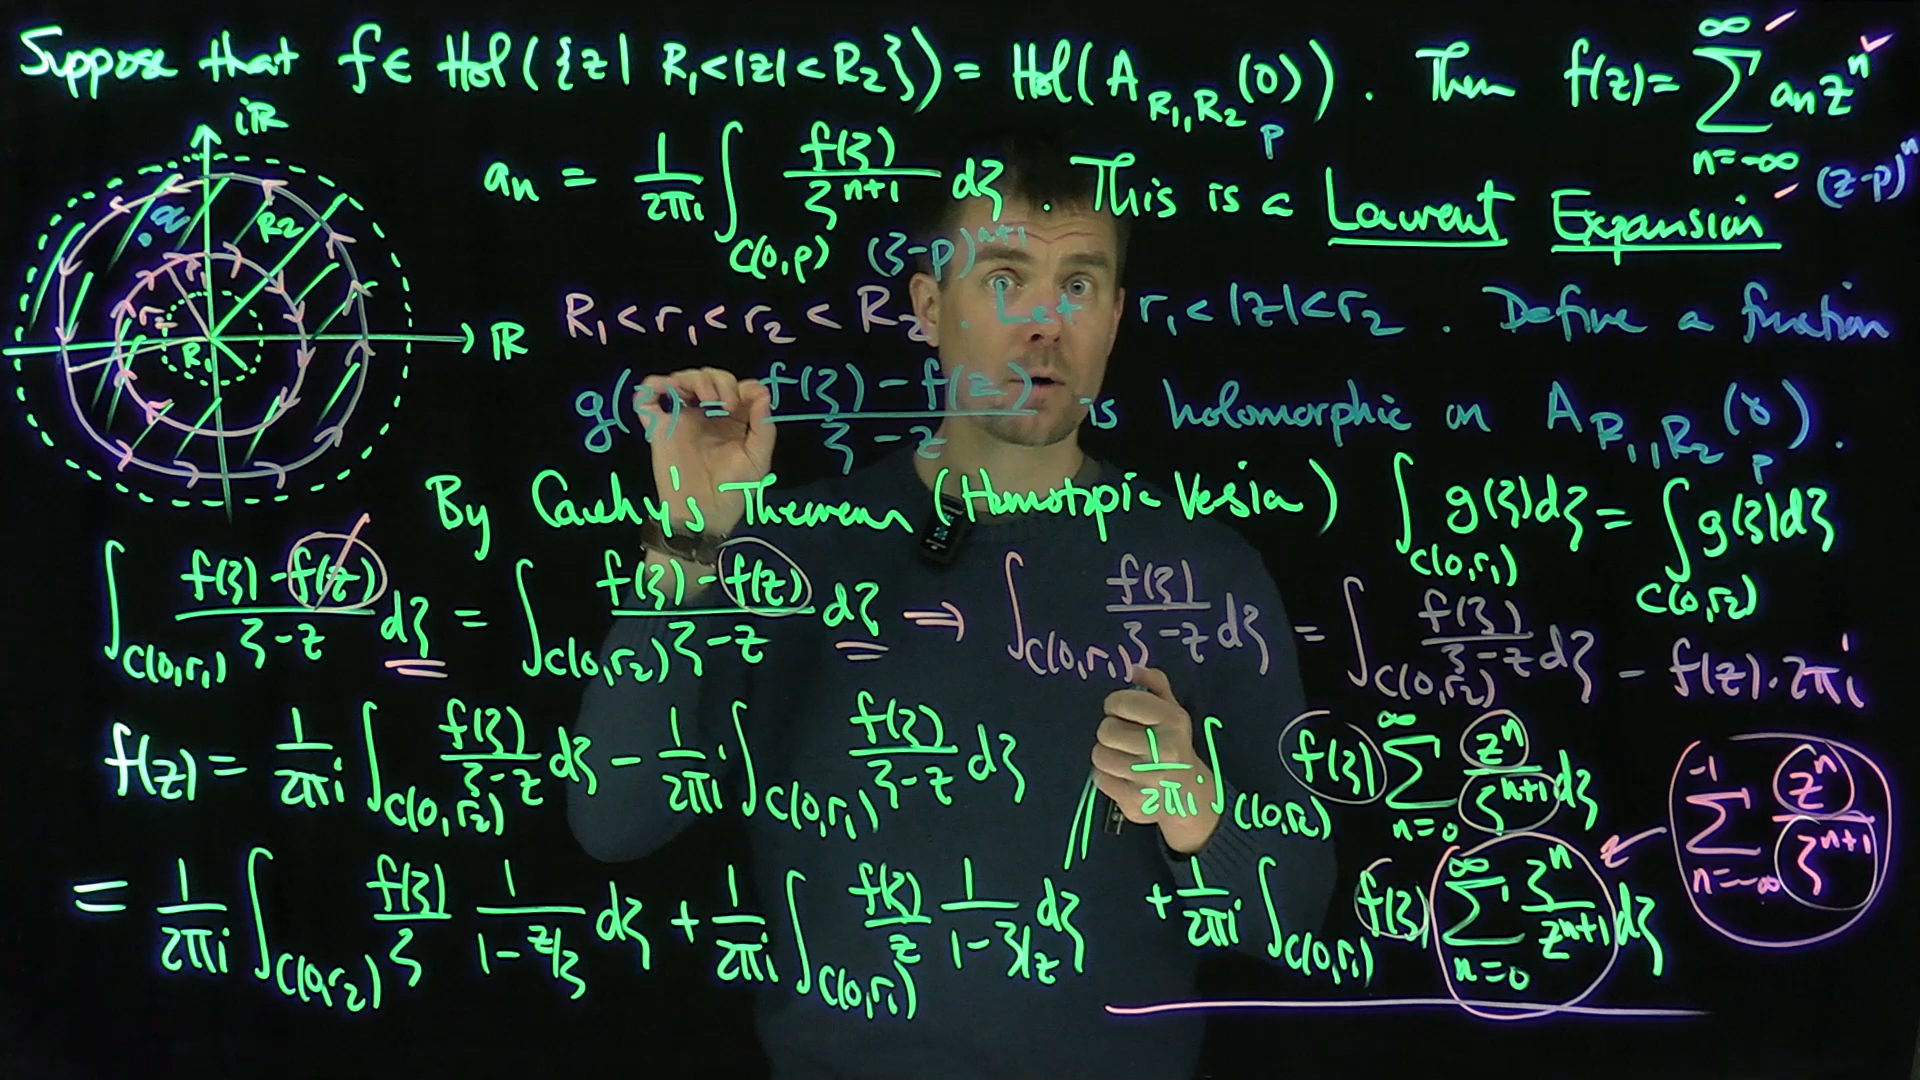 Suppose that f ∈ Hol({z | R₁<|z|<R₂}) = Hol(A_{R₁,R₂}(0)). Then f(z) = ∑_{n=-∞}^{∞} aₙzⁿ
p
(z-p)ⁿ
iℝ
aₙ = 1/(2πi) ∫_{C(0,ρ)} f(ζ)/ζ^{n+1} dζ. This is a Laurent Expansion
(ζ-p)^{n+1}
z
R₂
r₁
r₂
R₁
ℝ
R₁ < r₁ < r₂ < R₂. Let r₁ < |z| < r₂. Define a function
g(ζ) = (f(ζ) - f(z))/(ζ - z) is holomorphic on A_{R₁,R₂}(0).
p
By Cauchy's Theorem (Homotopic Version) ∫_{C(0,r₁)} g(ζ)dζ = ∫_{C(0,r₂)} g(ζ)dζ
∫_{C(0,r₁)} (f(ζ) - f(z))/(ζ - z) dζ = ∫_{C(0,r₂)} (f(ζ) - f(z))/(ζ - z) dζ ⇒ ∫_{C(0,r₁)} f(ζ)/(ζ - z) dζ = ∫_{C(0,r₂)} f(ζ)/(ζ - z) dζ - f(z)·2πi
f(z) = 1/(2πi) ∫_{C(0,r₂)} f(ζ)/(ζ - z) dζ - 1/(2πi) ∫_{C(0,r₁)} f(ζ)/(ζ - z) dζ
= 1/(2πi) ∫_{C(0,r₂)} f(ζ)/ζ 1/(1 - z/ζ) dζ + 1/(2πi) ∫_{C(0,r₁)} f(ζ)/z 1/(1 - ζ/z) dζ
//
1/(2πi) ∫_{C(0,r₂)} f(ζ) ∑_{n=0}^{∞} zⁿ/ζ^{n+1} dζ
+ 1/(2πi) ∫_{C(0,r₁)} f(ζ) ∑_{n=0}^{∞} ζⁿ/z^{n+1} dζ
∑_{n=-∞}^{-1} zⁿ/ζ^{n+1}